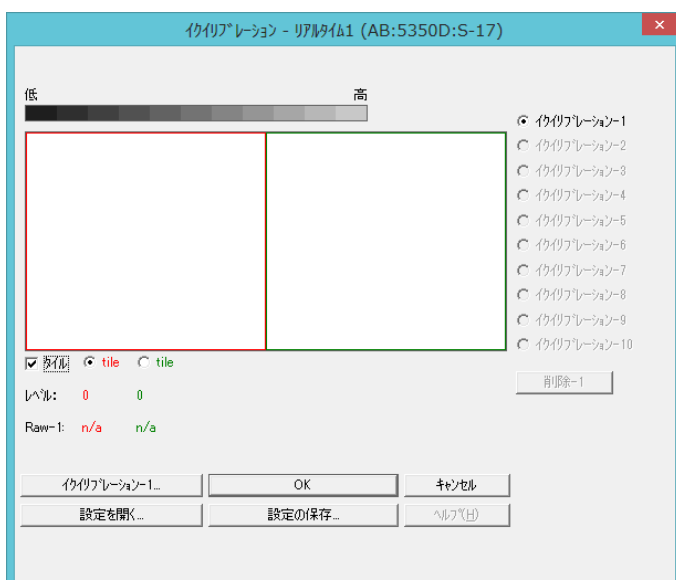 ｲｸｲﾘﾌﾞﾚｰｼｮﾝ - ﾘｱﾙﾀｲﾑ1 (AB:5350D:S-17)
低 高
ｲｸｲﾘﾌﾞﾚｰｼｮﾝ-1
ｲｸｲﾘﾌﾞﾚｰｼｮﾝ-2
ｲｸｲﾘﾌﾞﾚｰｼｮﾝ-3
ｲｸｲﾘﾌﾞﾚｰｼｮﾝ-4
ｲｸｲﾘﾌﾞﾚｰｼｮﾝ-5
ｲｸｲﾘﾌﾞﾚｰｼｮﾝ-6
ｲｸｲﾘﾌﾞﾚｰｼｮﾝ-7
ｲｸｲﾘﾌﾞﾚｰｼｮﾝ-8
ｲｸｲﾘﾌﾞﾚｰｼｮﾝ-9
ｲｸｲﾘﾌﾞﾚｰｼｮﾝ-10
削除-1
ﾀｲﾙ tile tile
ﾚﾍﾞﾙ: 0 0
Raw-1: n/a n/a
ｲｸｲﾘﾌﾞﾚｰｼｮﾝ-1... OK ｷｬﾝｾﾙ
設定を開く... 設定の保存... ﾍﾙﾌﾟ(H)